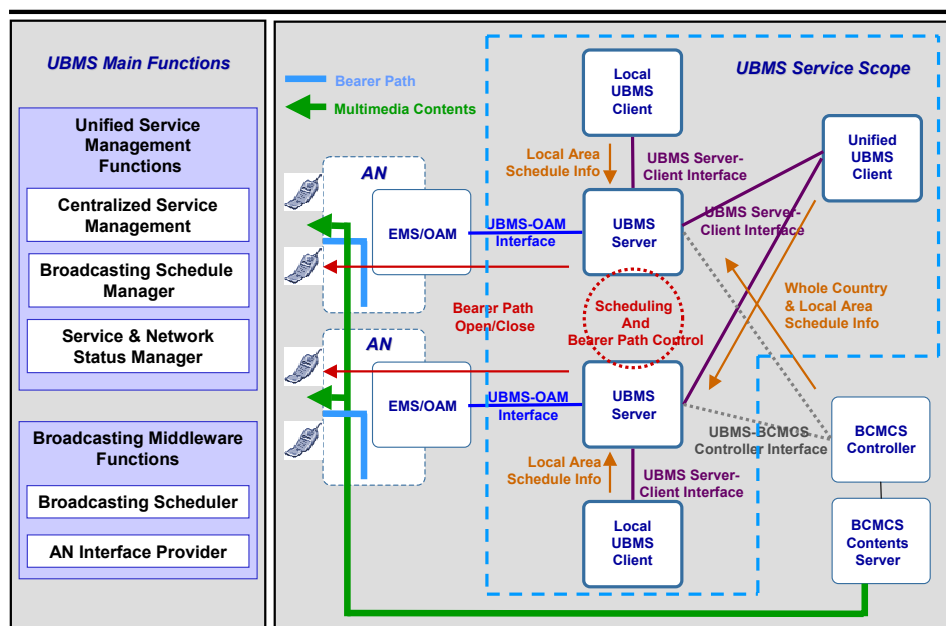 UBMS Main Functions
Unified Service
Management
Functions
Centralized Service
Management
Broadcasting Schedule
Manager
Service & Network
Status Manager
Broadcasting Middleware
Functions
Broadcasting Scheduler
AN Interface Provider
Bearer Path
Multimedia Contents
UBMS Service Scope
Local
UBMS
Client
Unified
UBMS
Client
Local Area
Schedule Info
UBMS Server-
Client Interface
AN
EMS/OAM
UBMS-OAM
Interface
UBMS
Server
UBMS Server-
Client Interface
Bearer Path
Open/Close
Scheduling
And
Bearer Path Control
Whole Country
& Local Area
Schedule Info
AN
EMS/OAM
UBMS-OAM
Interface
UBMS
Server
UBMS-BCMCS
Controller Interface
BCMCS
Controller
Local Area
Schedule Info
UBMS Server-
Client Interface
Local
UBMS
Client
BCMCS
Contents
Server